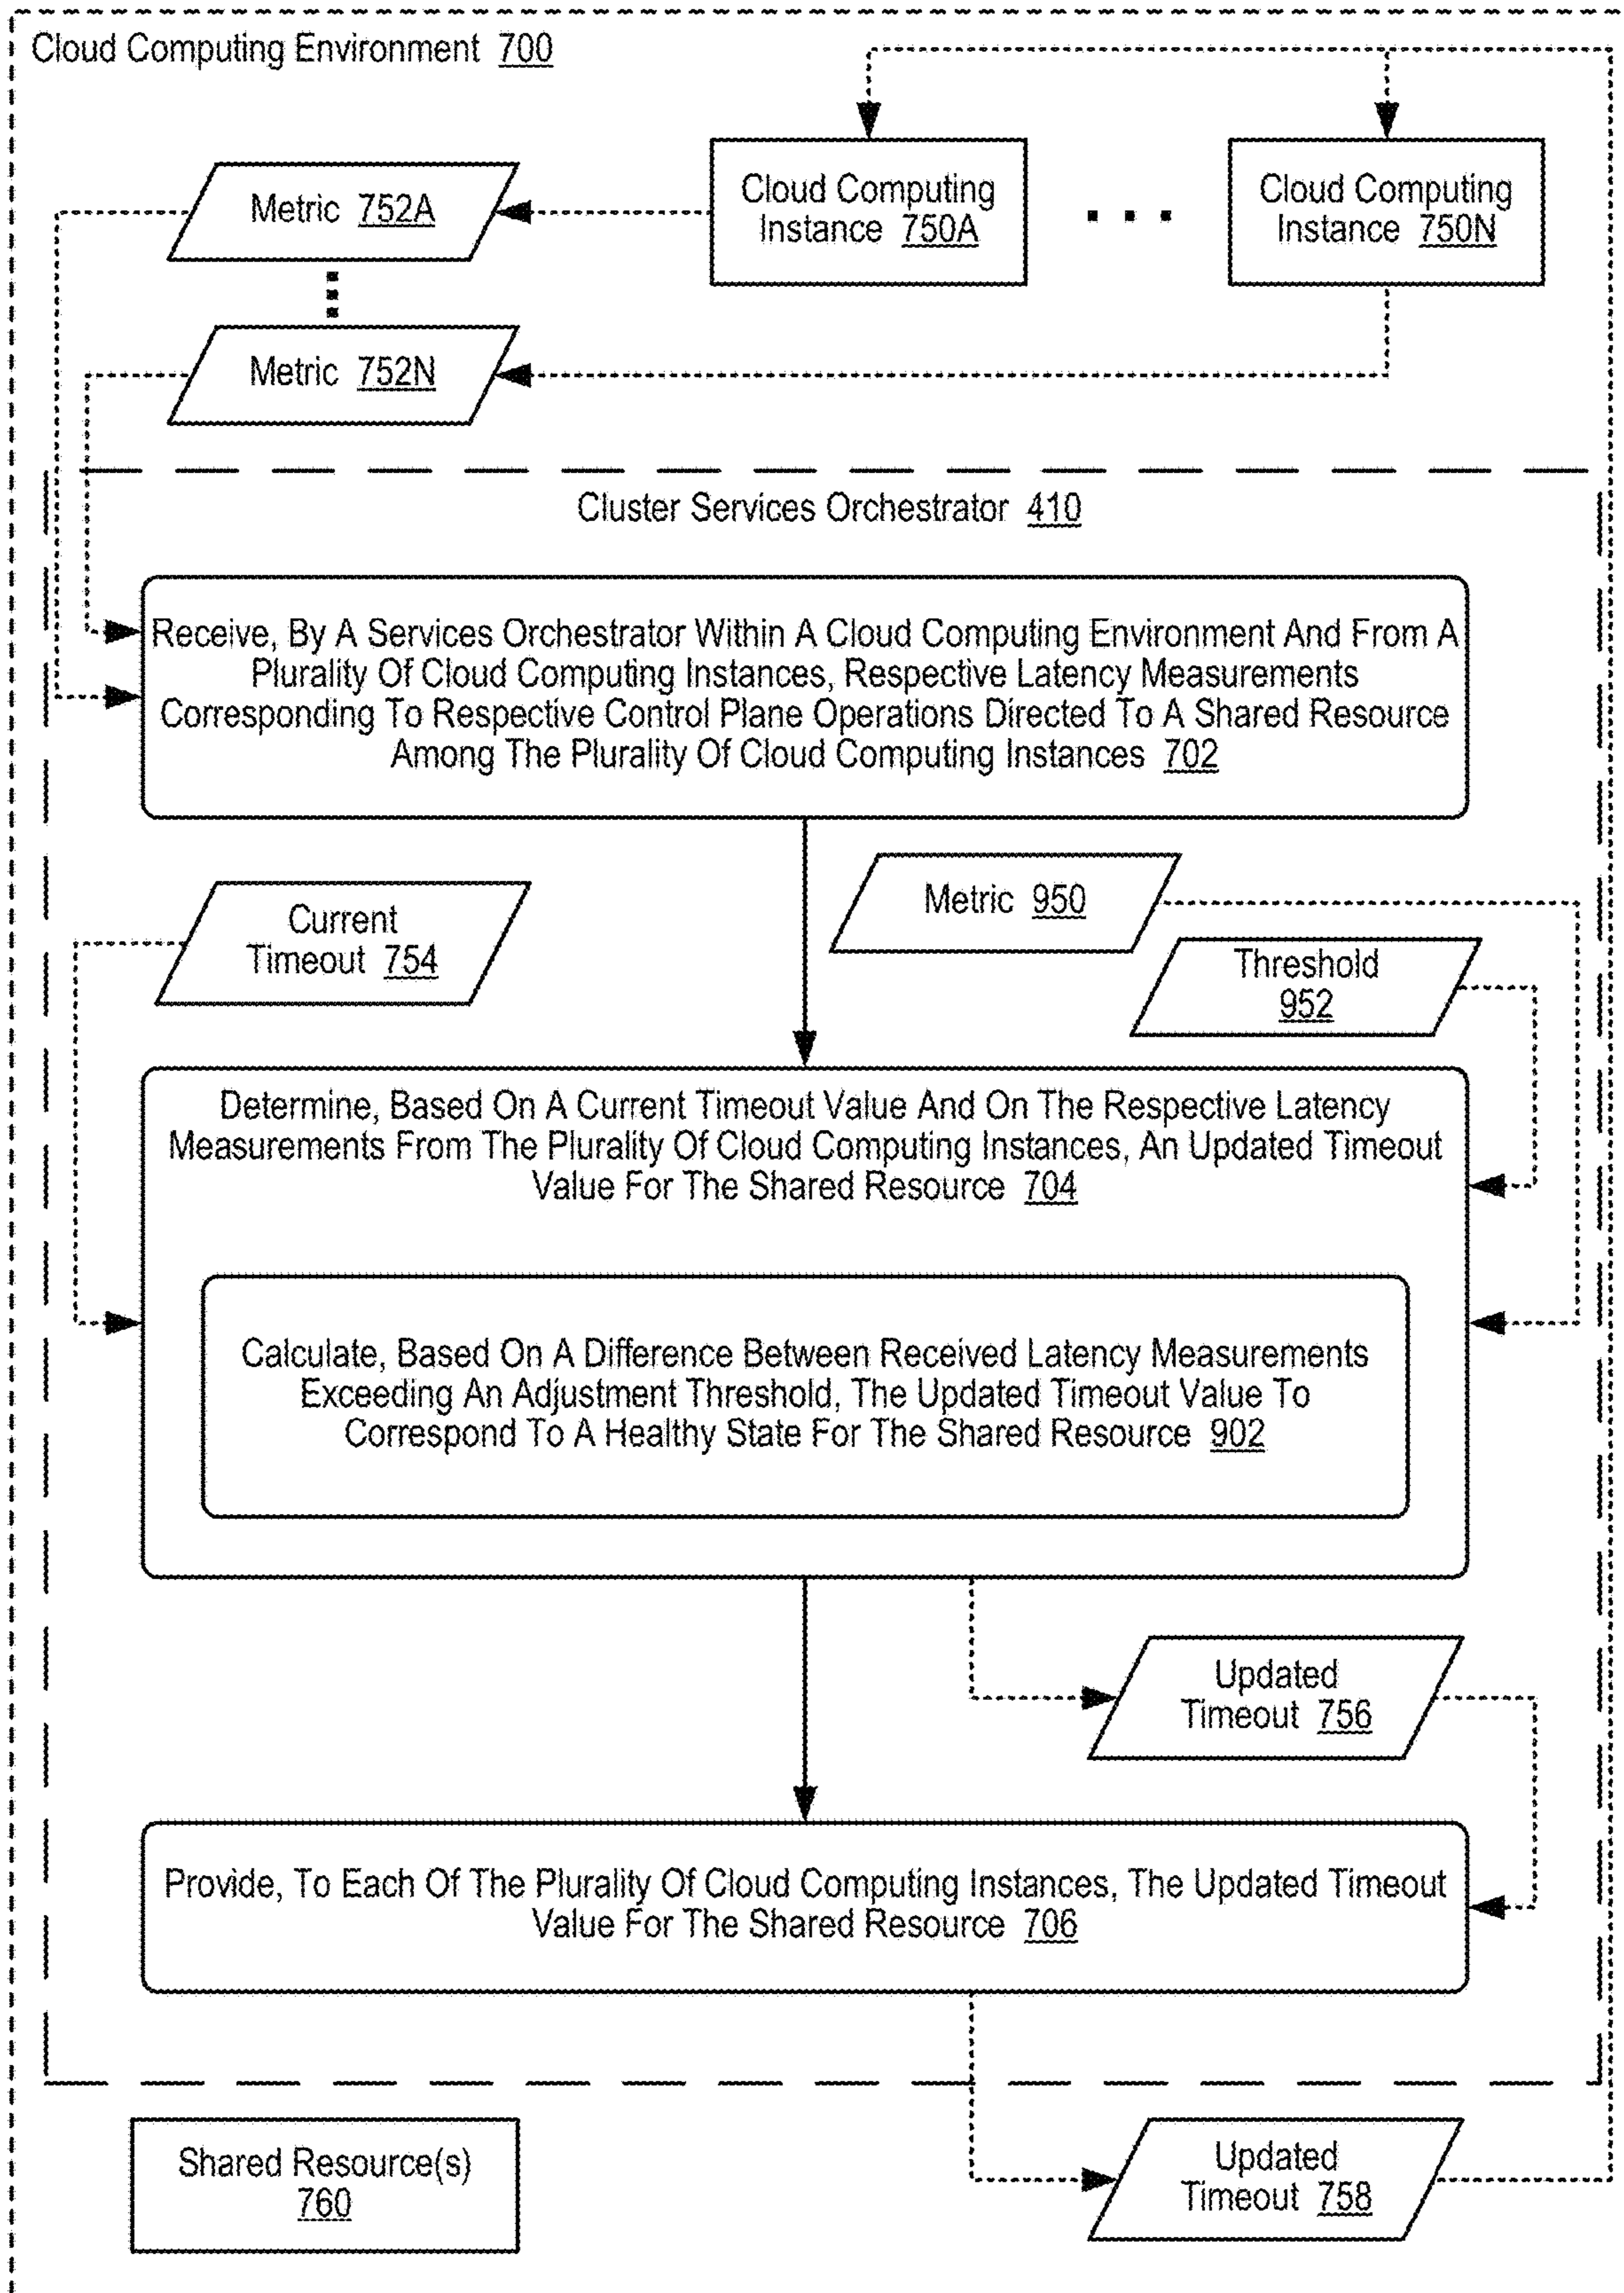 Cloud Computing Environment 700
Cloud Computing
Instance 750A
Cloud Computing
Instance 750N
Metric 752A
Metric 752N
Cluster Services Orchestrator 410
Receive, By A Services Orchestrator Within A Cloud Computing Environment And From A
Plurality Of Cloud Computing Instances, Respective Latency Measurements
Corresponding To Respective Control Plane Operations Directed To A Shared Resource
Among The Plurality Of Cloud Computing Instances 702
Metric 950
Current
Timeout 754
Threshold
952
Determine, Based On A Current Timeout Value And On The Respective Latency
Measurements From The Plurality Of Cloud Computing Instances, An Updated Timeout
Value For The Shared Resource 704
Calculate, Based On A Difference Between Received Latency Measurements
Exceeding An Adjustment Threshold, The Updated Timeout Value To
Correspond To A Healthy State For The Shared Resource 902
Updated
Timeout 756
Provide, To Each Of The Plurality Of Cloud Computing Instances, The Updated Timeout
Value For The Shared Resource 706
Shared Resource(s)
760
Updated
Timeout 758